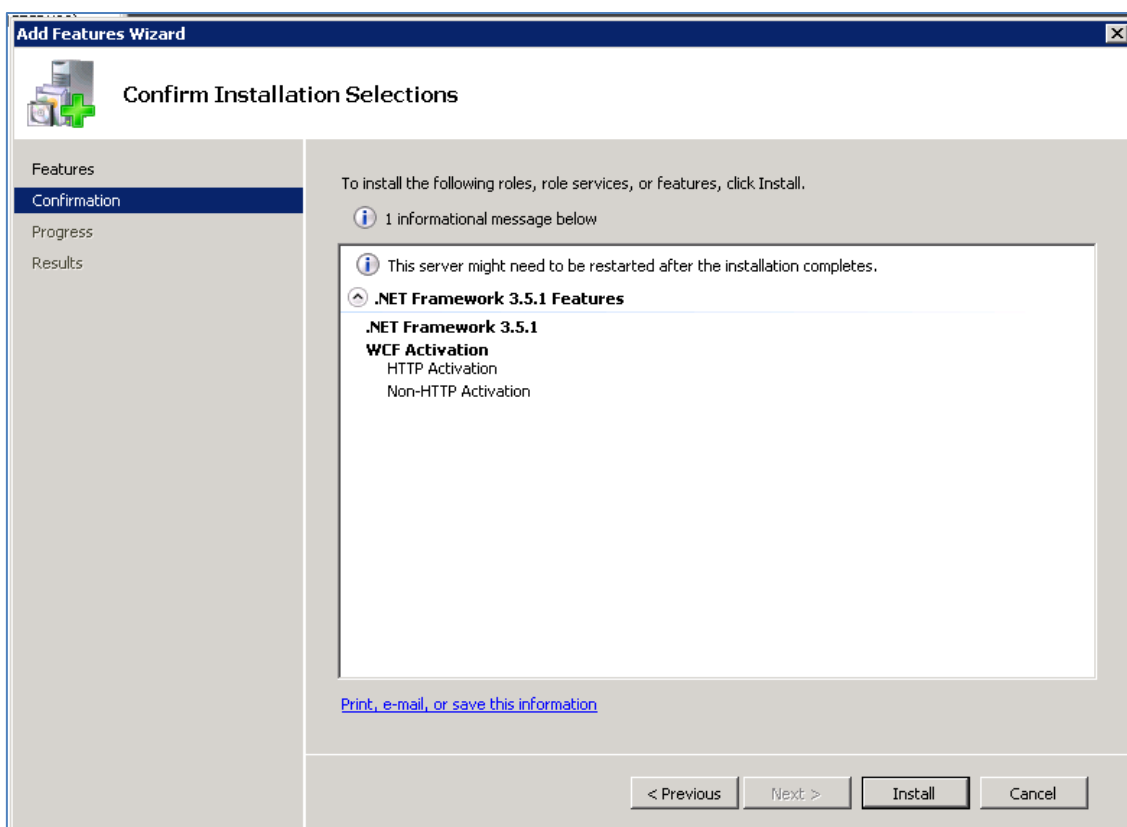 Add Features Wizard
Confirm Installation Selections
Features
Confirmation
Progress
Results
To install the following roles, role services, or features, click Install.
1 informational message below
This server might need to be restarted after the installation completes.
.NET Framework 3.5.1 Features
.NET Framework 3.5.1
WCF Activation
HTTP Activation
Non-HTTP Activation
Print, e-mail, or save this information
< Previous Next > Install Cancel